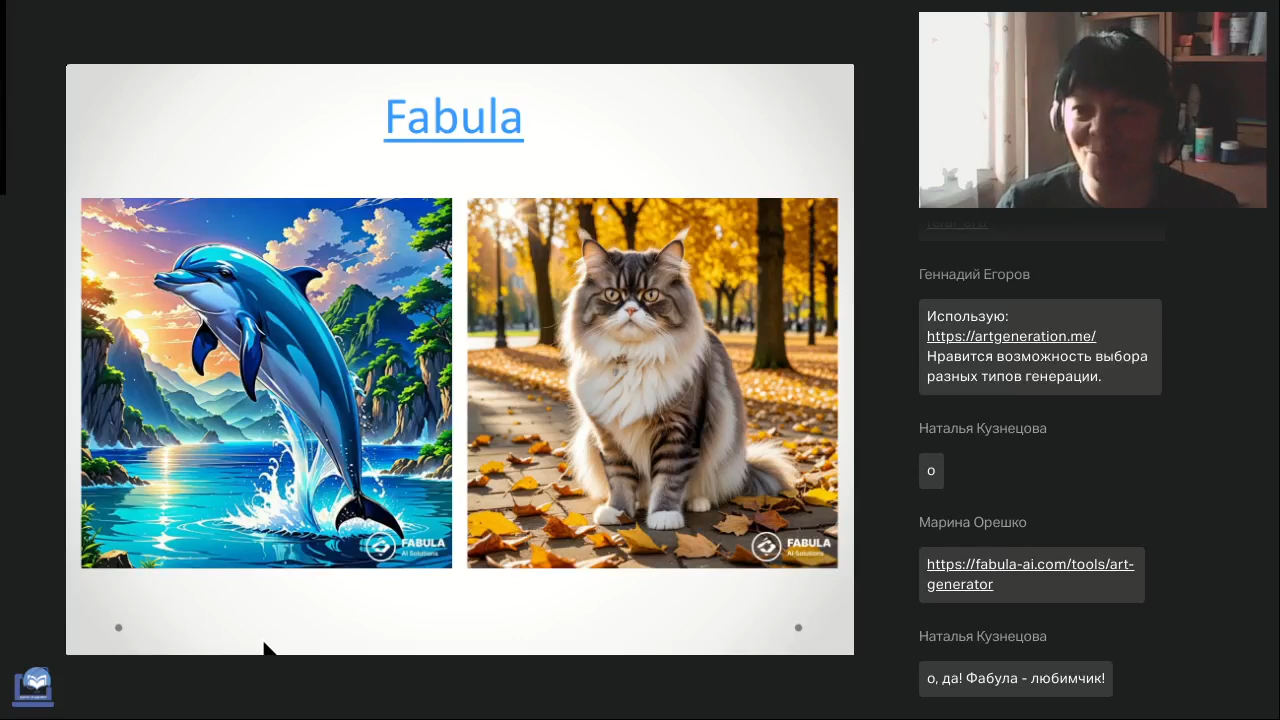 Fabula
FABULA
AI Solutions
FABULA
AI Solutions
Геннадий Егоров
Использую:
https://artgeneration.me/
Нравится возможность выбора
разных типов генерации.
Наталья Кузнецова
о
Марина Орешко
https://fabula-ai.com/tools/art-
generator
Наталья Кузнецова
о, да! Фабула - любимчик!